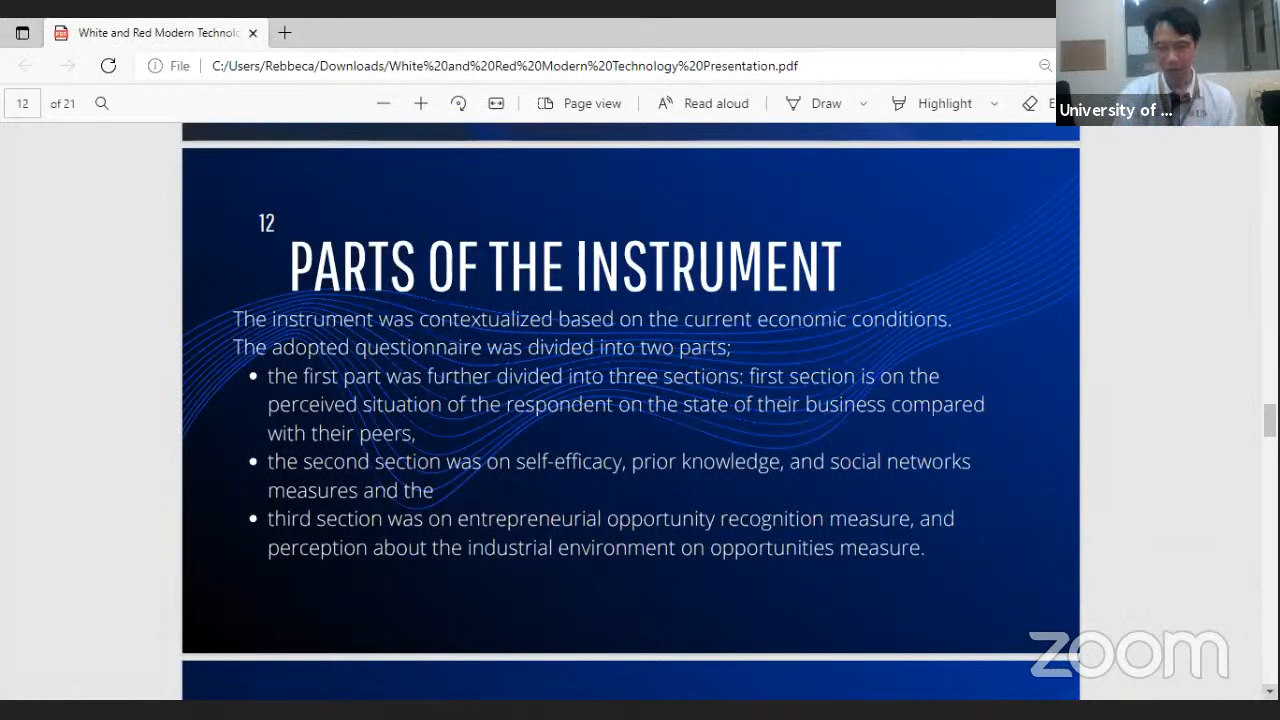 White and Red Modern Technolo
File
C:/Users/Rebbeca/Downloads/White%20and%20Red%20Modern%20Technology%20Presentation.pdf
12 of 21
Page view
Read aloud
Draw
Highlight
University of ...
12
PARTS OF THE INSTRUMENT
The instrument was contextualized based on the current economic conditions.
The adopted questionnaire was divided into two parts;
• the first part was further divided into three sections: first section is on the
perceived situation of the respondent on the state of their business compared
with their peers,
• the second section was on self-efficacy, prior knowledge, and social networks
measures and the
• third section was on entrepreneurial opportunity recognition measure, and
perception about the industrial environment on opportunities measure.
zoom